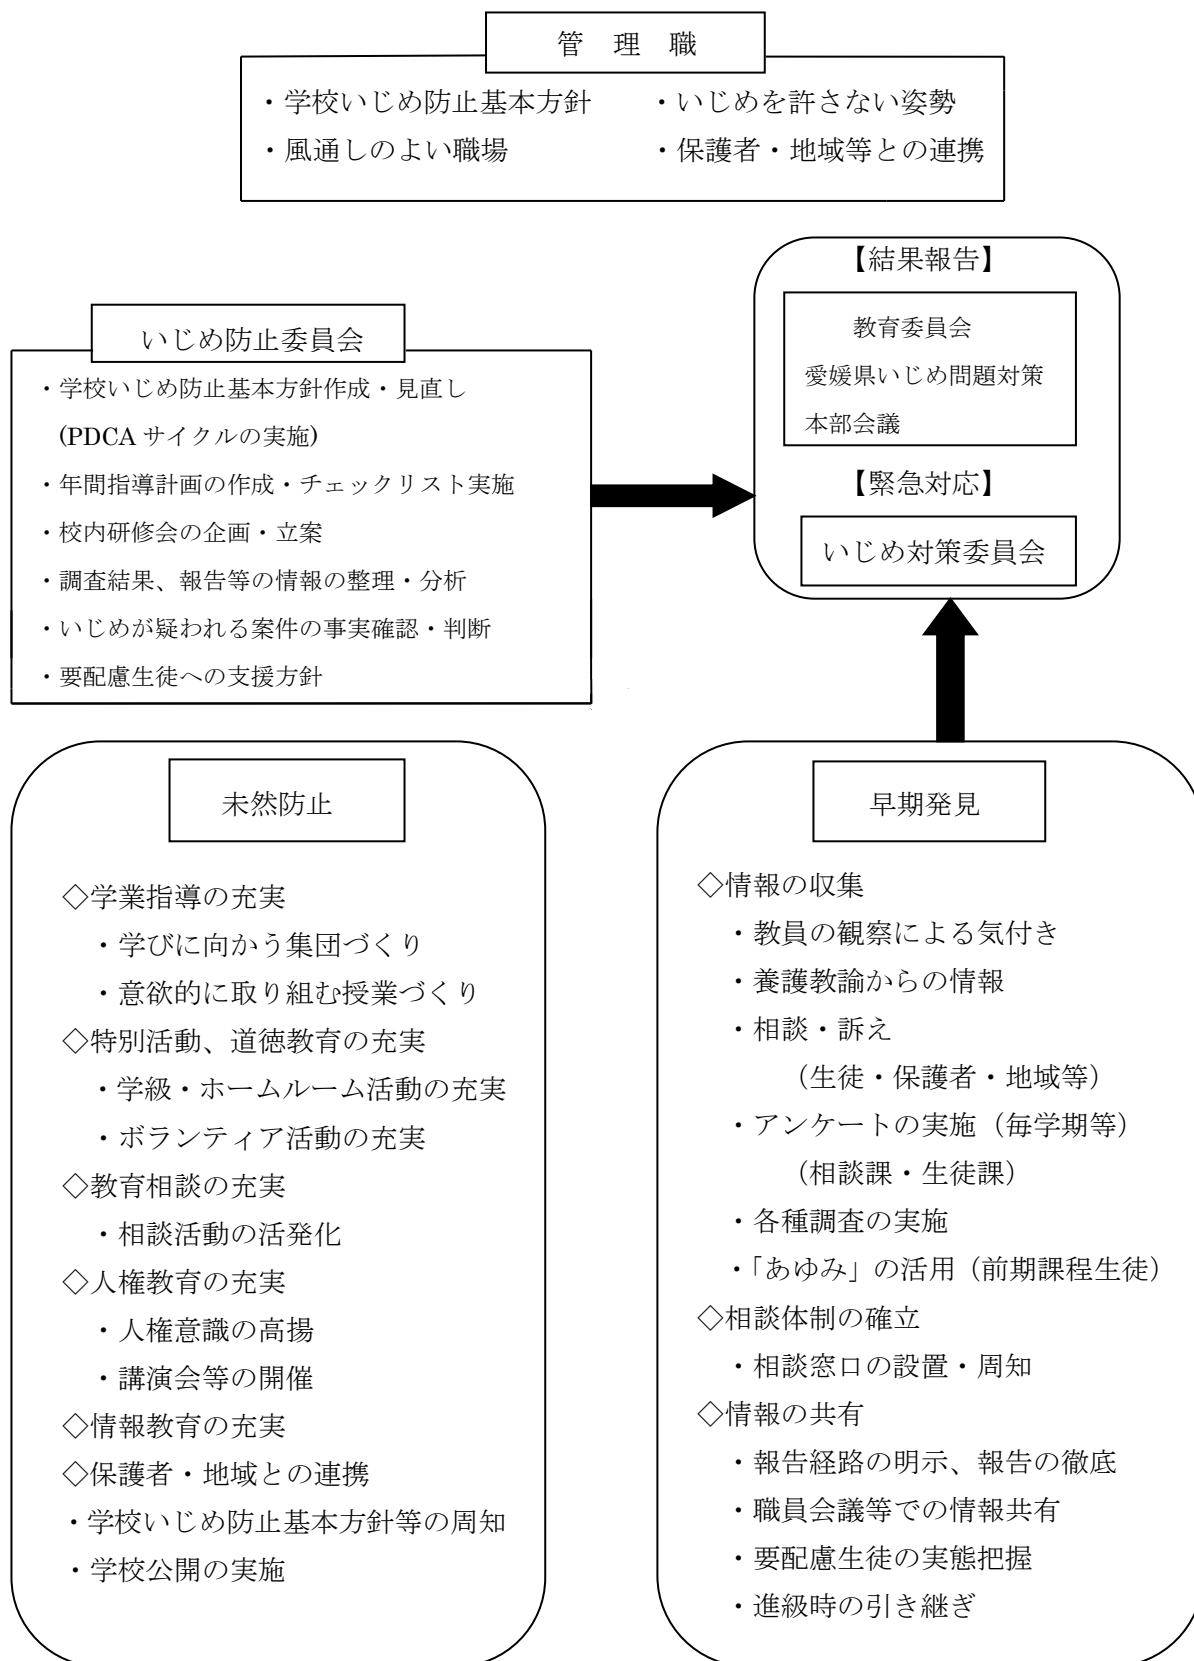 管 理 職
・学校いじめ防止基本方針 ・いじめを許さない姿勢
・風通しのよい職場 ・保護者・地域等との連携
【結果報告】
教育委員会
愛媛県いじめ問題対策
本部会議
【緊急対応】
いじめ対策委員会
いじめ防止委員会
・学校いじめ防止基本方針作成・見直し
(PDCA サイクルの実施)
・年間指導計画の作成・チェックリスト実施
・校内研修会の企画・立案
・調査結果、報告等の情報の整理・分析
・いじめが疑われる案件の事実確認・判断
・要配慮生徒への支援方針
未然防止
◇学業指導の充実
・学びに向かう集団づくり
・意欲的に取り組む授業づくり
◇特別活動、道徳教育の充実
・学級・ホームルーム活動の充実
・ボランティア活動の充実
◇教育相談の充実
・相談活動の活発化
◇人権教育の充実
・人権意識の高揚
・講演会等の開催
◇情報教育の充実
◇保護者・地域との連携
・学校いじめ防止基本方針等の周知
・学校公開の実施
早期発見
◇情報の収集
・教員の観察による気付き
・養護教諭からの情報
・相談・訴え
（生徒・保護者・地域等）
・アンケートの実施（毎学期等）
（相談課・生徒課）
・各種調査の実施
・「あゆみ」の活用（前期課程生徒）
◇相談体制の確立
・相談窓口の設置・周知
◇情報の共有
・報告経路の明示、報告の徹底
・職員会議等での情報共有
・要配慮生徒の実態把握
・進級時の引き継ぎ